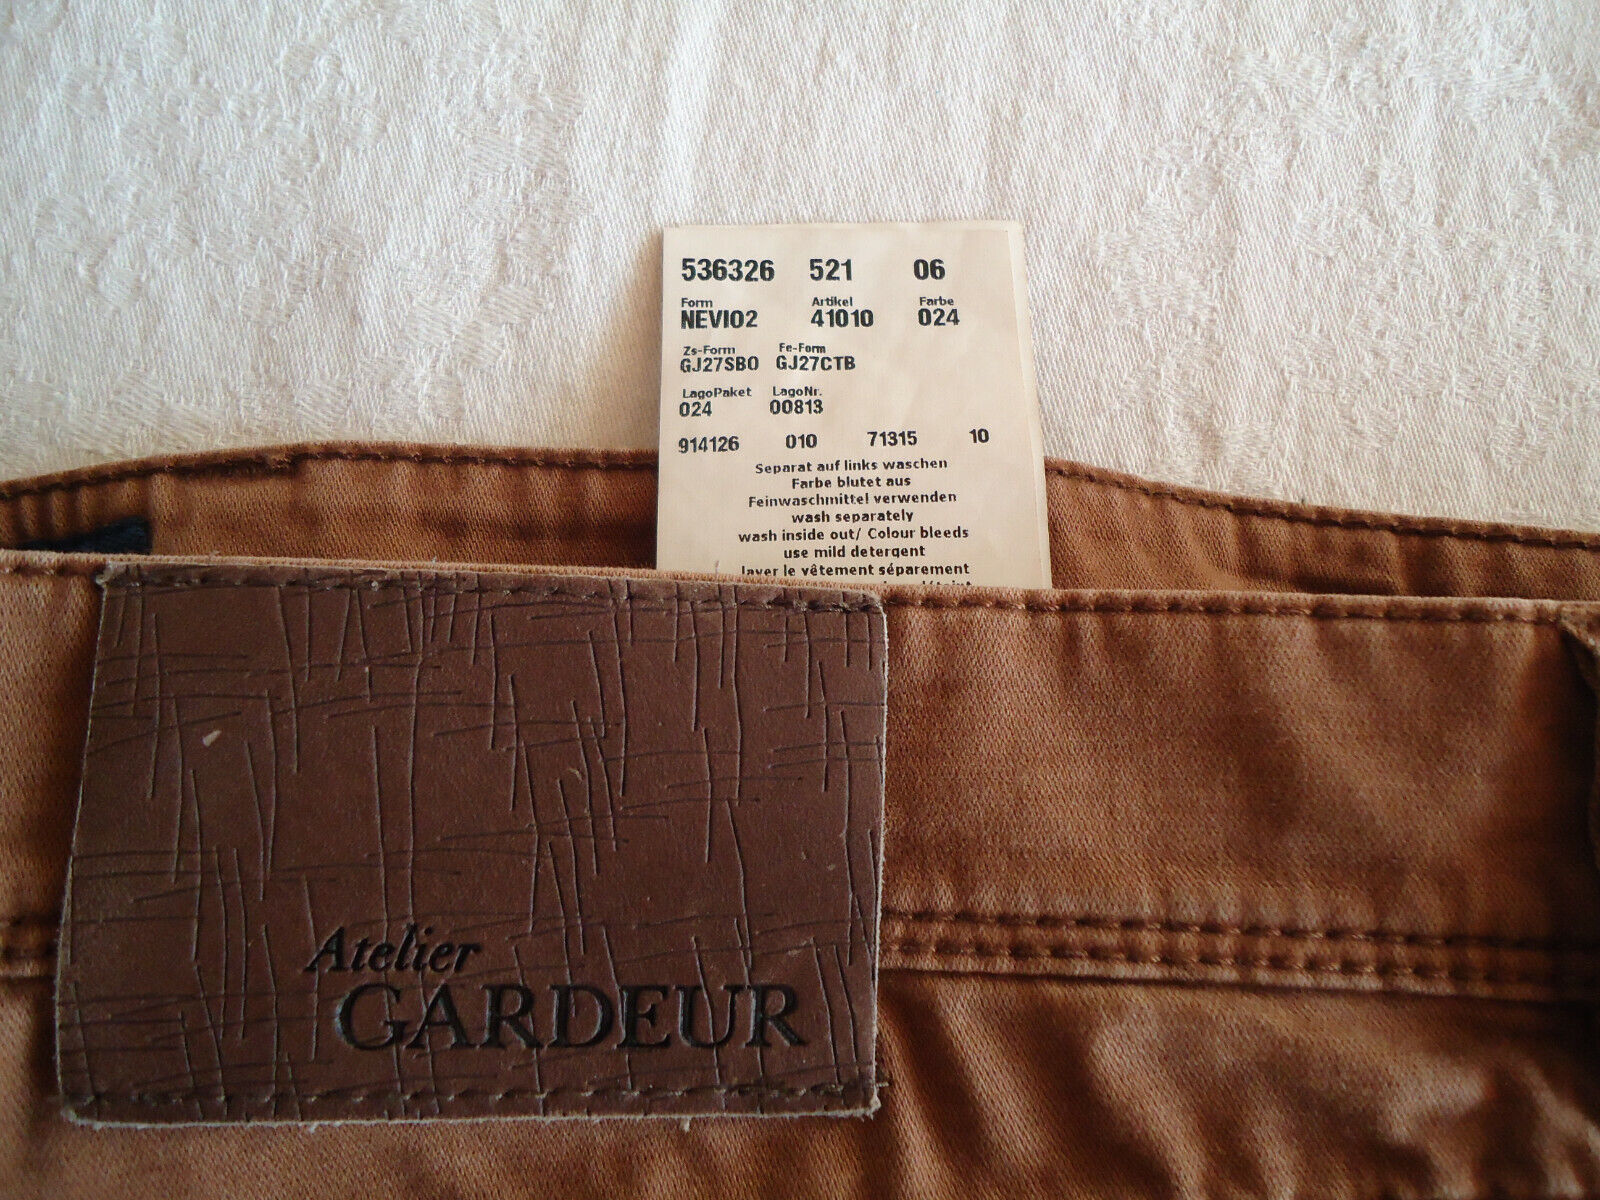 536326 521 06
Form Artikel Farbe
NEVIO2 41010 024
Zs-Form Fe-Form
GJ27SBO GJ27CTB
LagoPaket LagoNr.
024 00813
914126 010 71315 10
Separat auf links waschen
Farbe blutet aus
Feinwaschmittel verwenden
wash separately
wash inside out/ Colour bleeds
use mild detergent
laver le vêtement séparement
Atelier
GARDEUR